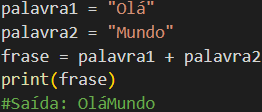 palavra1 = "Olá"
palavra2 = "Mundo"
frase = palavra1 + palavra2
print(frase)
#Saída: OláMundo